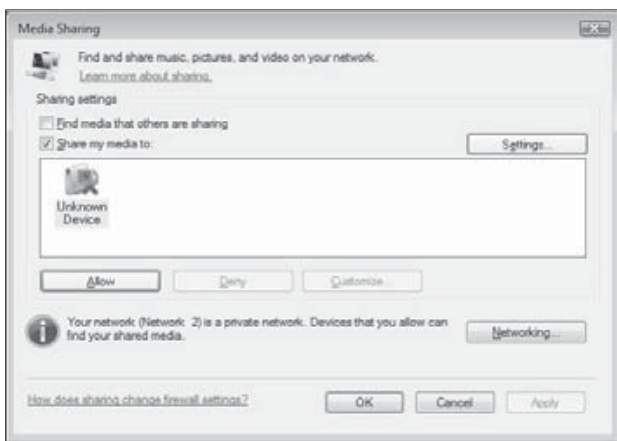 Media Sharing
Find and share music, pictures, and video on your network.
Learn more about sharing.
Sharing settings
Find media that others are sharing
Share my media to:
Settings...
Unknown
Device
Allow
Deny
Customize...
Your network (Network 2) is a private network. Devices that you allow can
find your shared media.
Networking...
How does sharing change firewall settings?
OK
Cancel
Apply